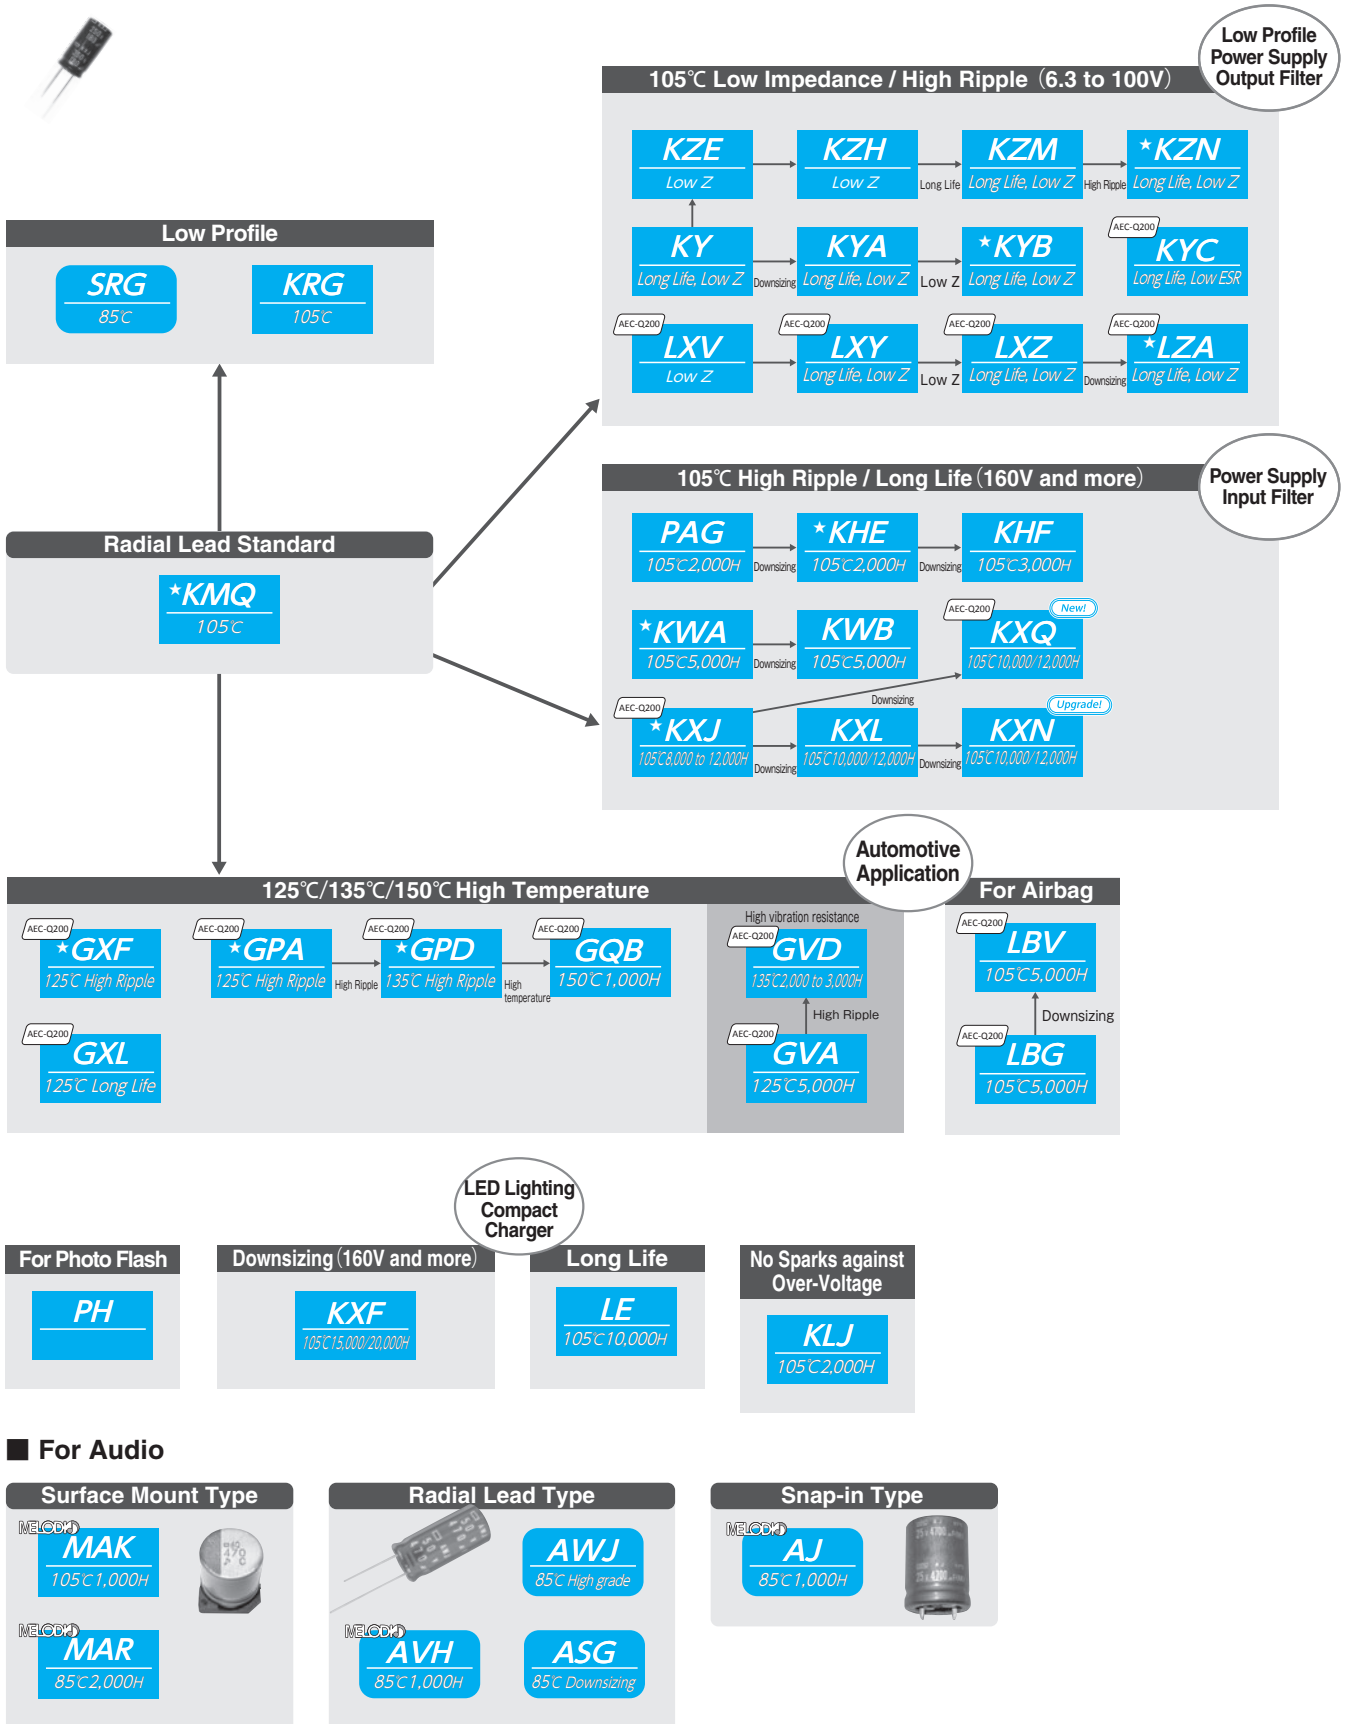 Low Profile
Power Supply
Output Filter
105℃ Low Impedance / High Ripple (6.3 to 100V)
KZE
Low Z
KZH
Low Z
Long Life
KZM
Long Life, Low Z
High Ripple
★KZN
Long Life, Low Z
KY
Long Life, Low Z
Downsizing
KYA
Long Life, Low Z
Low Z
★KYB
Long Life, Low Z
AEC-Q200
KYC
Long Life, Low ESR
AEC-Q200
LXV
Low Z
AEC-Q200
LXY
Long Life, Low Z
Low Z
AEC-Q200
LXZ
Long Life, Low Z
Downsizing
AEC-Q200
★LZA
Long Life, Low Z
Low Profile
SRG
85℃
KRG
105℃
Radial Lead Standard
★KMQ
105℃
Power Supply
Input Filter
105℃ High Ripple / Long Life (160V and more)
PAG
105℃2,000H
Downsizing
★KHE
105℃2,000H
Downsizing
KHF
105℃3,000H
★KWA
105℃5,000H
Downsizing
KWB
105℃5,000H
AEC-Q200
New!
KXQ
105℃10,000/12,000H
Downsizing
AEC-Q200
★KXJ
105℃8,000 to 12,000H
Downsizing
KXL
105℃10,000/12,000H
Downsizing
Upgrade!
KXN
105℃10,000/12,000H
Automotive
Application
125℃/135℃/150℃ High Temperature
AEC-Q200
★GXF
125℃ High Ripple
AEC-Q200
★GPA
125℃ High Ripple
High Ripple
AEC-Q200
★GPD
135℃ High Ripple
High
temperature
AEC-Q200
GQB
150℃1,000H
AEC-Q200
GXL
125℃ Long Life
High vibration resistance
AEC-Q200
GVD
135℃2,000 to 3,000H
High Ripple
AEC-Q200
GVA
125℃5,000H
For Airbag
AEC-Q200
LBV
105℃5,000H
Downsizing
AEC-Q200
LBG
105℃5,000H
LED Lighting
Compact
Charger
For Photo Flash
PH
Downsizing (160V and more)
KXF
105℃15,000/20,000H
Long Life
LE
105℃10,000H
No Sparks against
Over-Voltage
KLJ
105℃2,000H
■ For Audio
Surface Mount Type
MELODIO
MAK
105℃1,000H
470
MELODIO
MAR
85℃2,000H
Radial Lead Type
AWJ
85℃ High grade
MELODIO
AVH
85℃1,000H
ASG
85℃ Downsizing
Snap-in Type
MELODIO
AJ
85℃1,000H